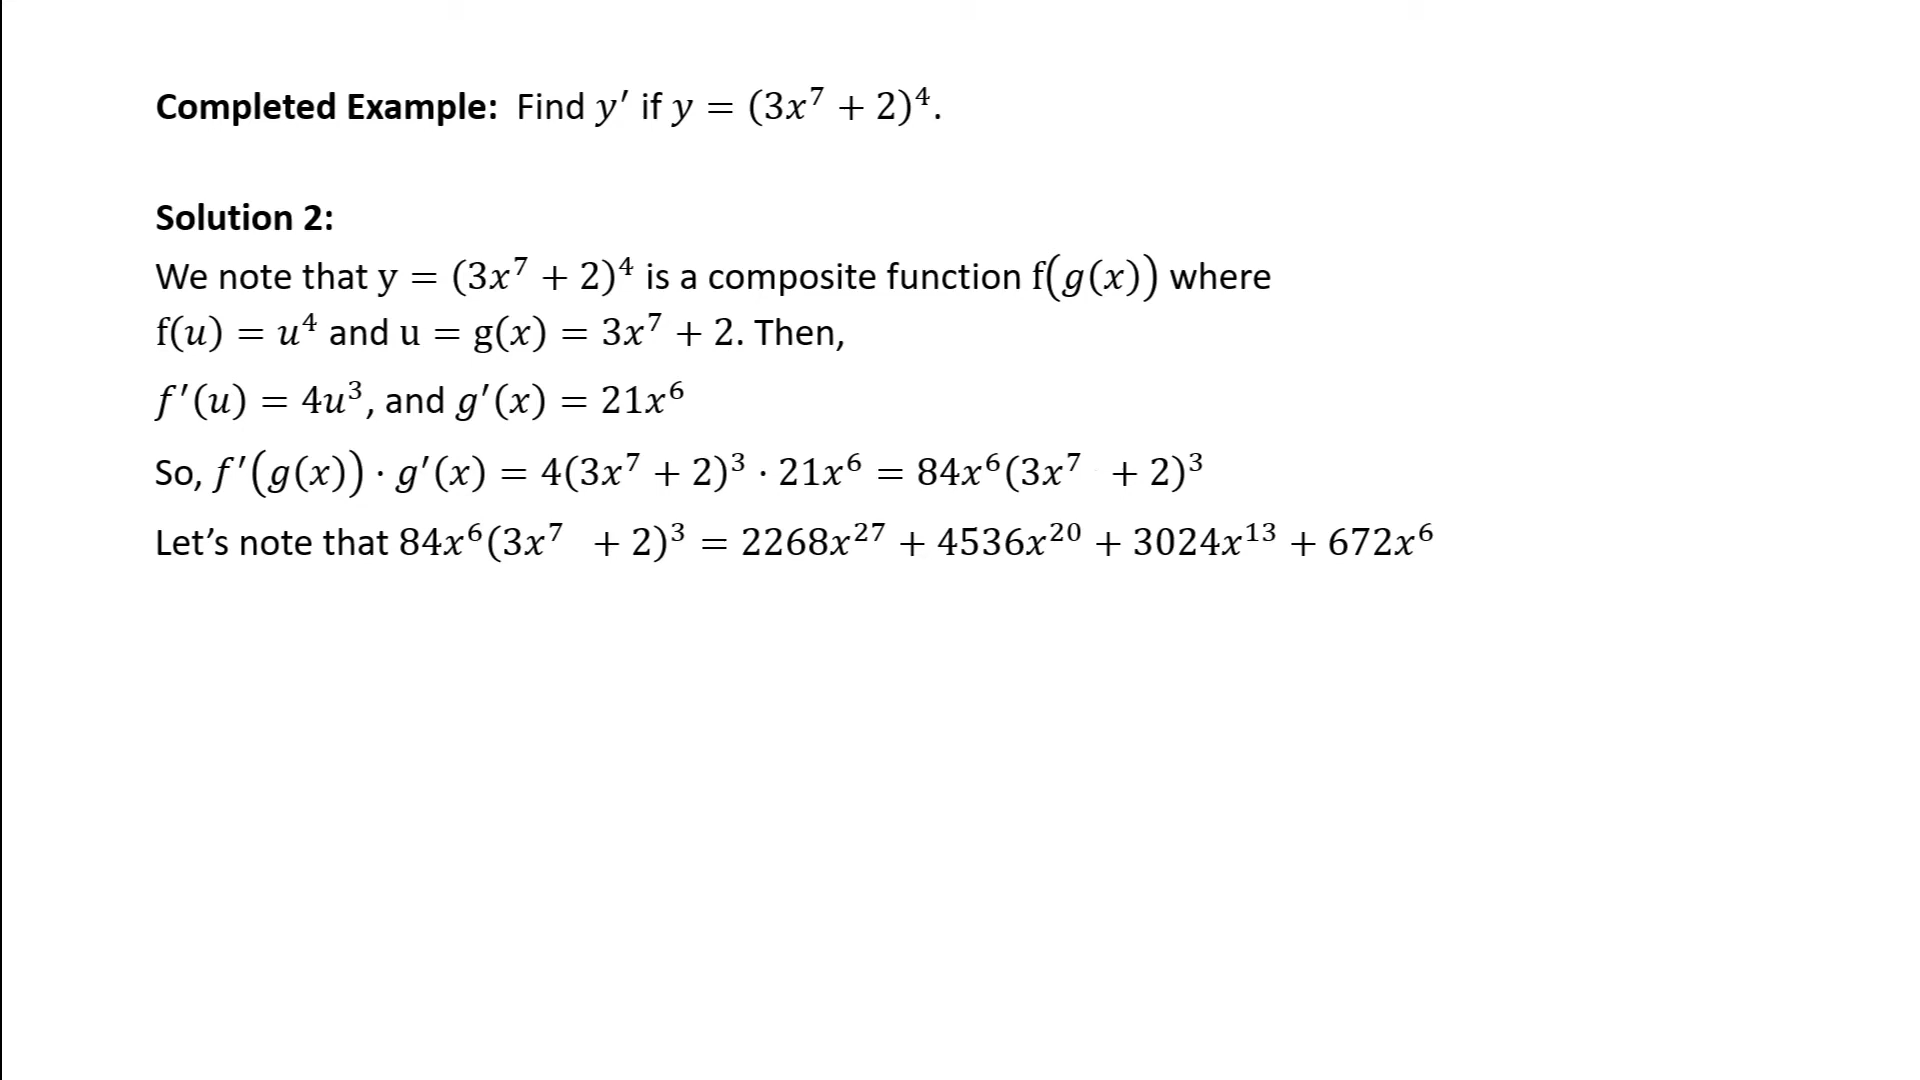 Completed Example: Find y′ if y = (3x⁷ + 2)⁴.
Solution 2:
We note that y = (3x⁷ + 2)⁴ is a composite function f(g(x)) where
f(u) = u⁴ and u = g(x) = 3x⁷ + 2. Then,
f′(u) = 4u³, and g′(x) = 21x⁶
So, f′(g(x)) · g′(x) = 4(3x⁷ + 2)³ · 21x⁶ = 84x⁶(3x⁷ + 2)³
Let’s note that 84x⁶(3x⁷ + 2)³ = 2268x²⁷ + 4536x²⁰ + 3024x¹³ + 672x⁶